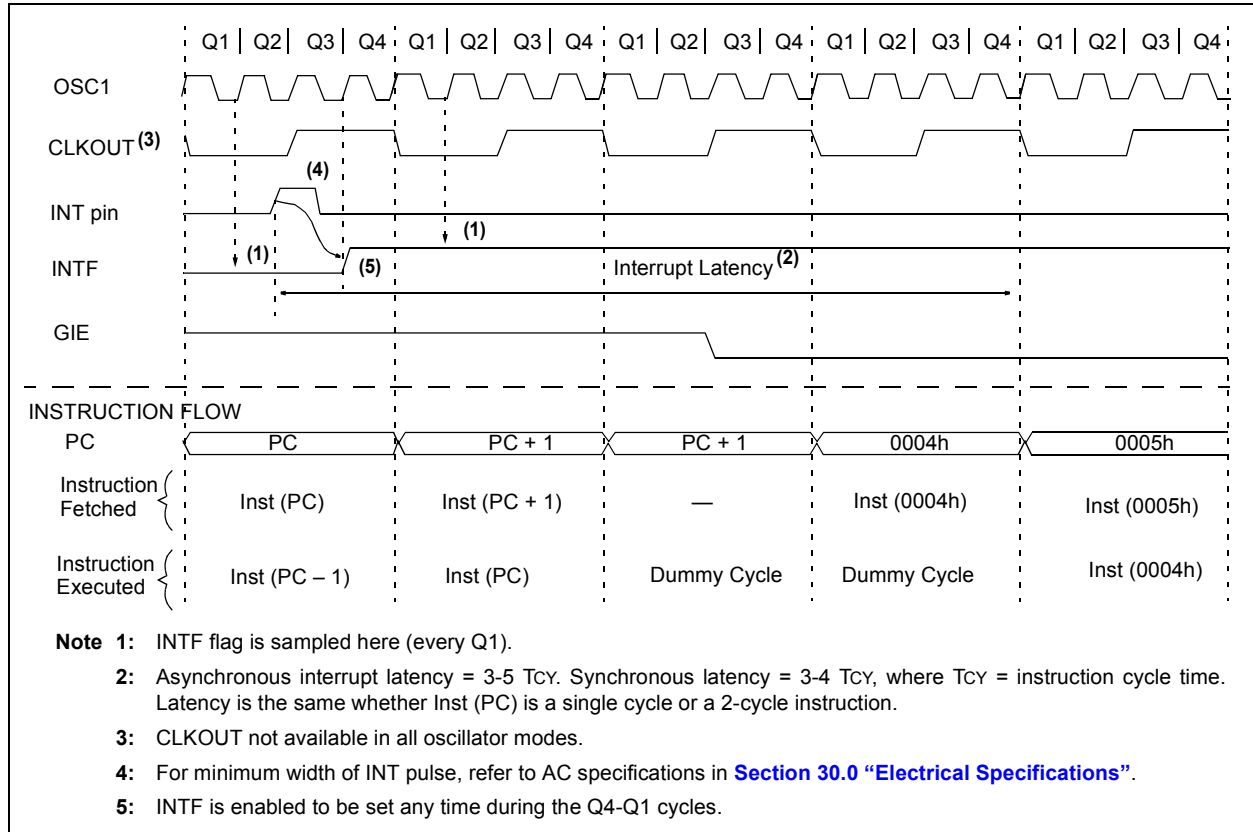 Q1 | Q2 | Q3 | Q4 Q1 | Q2 | Q3 | Q4 Q1 | Q2 | Q3 | Q4 Q1 | Q2 | Q3 | Q4 Q1 | Q2 | Q3 | Q4
OSC1
CLKOUT (3)
(4)
INT pin
(1)
(1)
INTF
(5)
Interrupt Latency (2)
GIE
INSTRUCTION FLOW
PC PC PC + 1 PC + 1 0004h 0005h
Instruction
Fetched
Inst (PC) Inst (PC + 1) — Inst (0004h) Inst (0005h)
Instruction
Executed
Inst (PC – 1) Inst (PC) Dummy Cycle Dummy Cycle Inst (0004h)
Note 1: INTF flag is sampled here (every Q1).
2: Asynchronous interrupt latency = 3-5 TCY. Synchronous latency = 3-4 TCY, where TCY = instruction cycle time.
Latency is the same whether Inst (PC) is a single cycle or a 2-cycle instruction.
3: CLKOUT not available in all oscillator modes.
4: For minimum width of INT pulse, refer to AC specifications in Section 30.0 “Electrical Specifications”.
5: INTF is enabled to be set any time during the Q4-Q1 cycles.